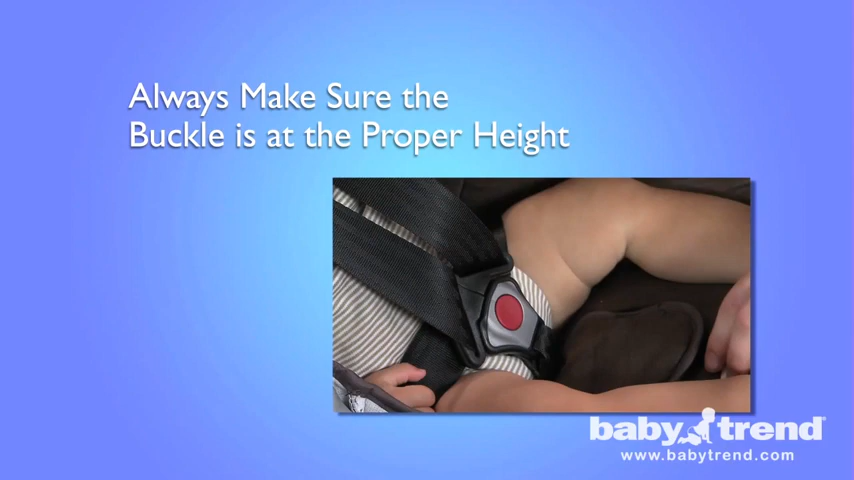 Always Make Sure the
Buckle is at the Proper Height
baby trend®
www.babytrend.com